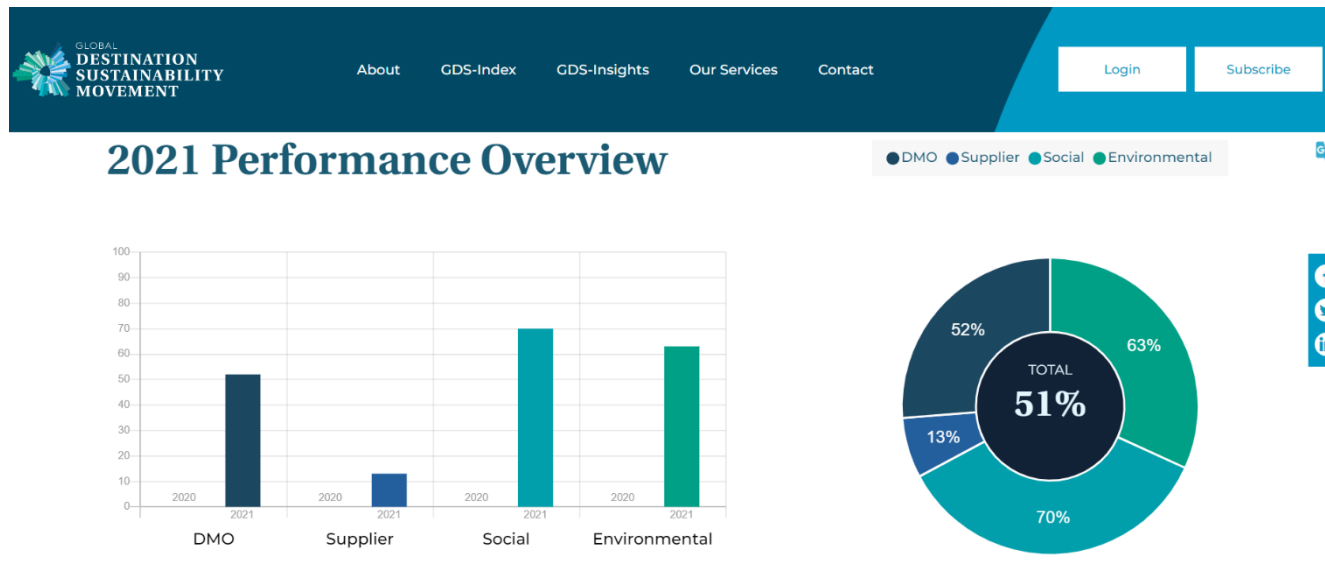 GLOBAL
DESTINATION
SUSTAINABILITY
MOVEMENT
About GDS-Index GDS-Insights Our Services Contact
Login Subscribe
2021 Performance Overview
DMO Supplier Social Environmental
100
90
80
70
60
50
40
30
20
10
0
2020 2020 2020 2020
2021 2021 2021 2021
DMO Supplier Social Environmental
52%
63%
TOTAL
51%
13%
70%